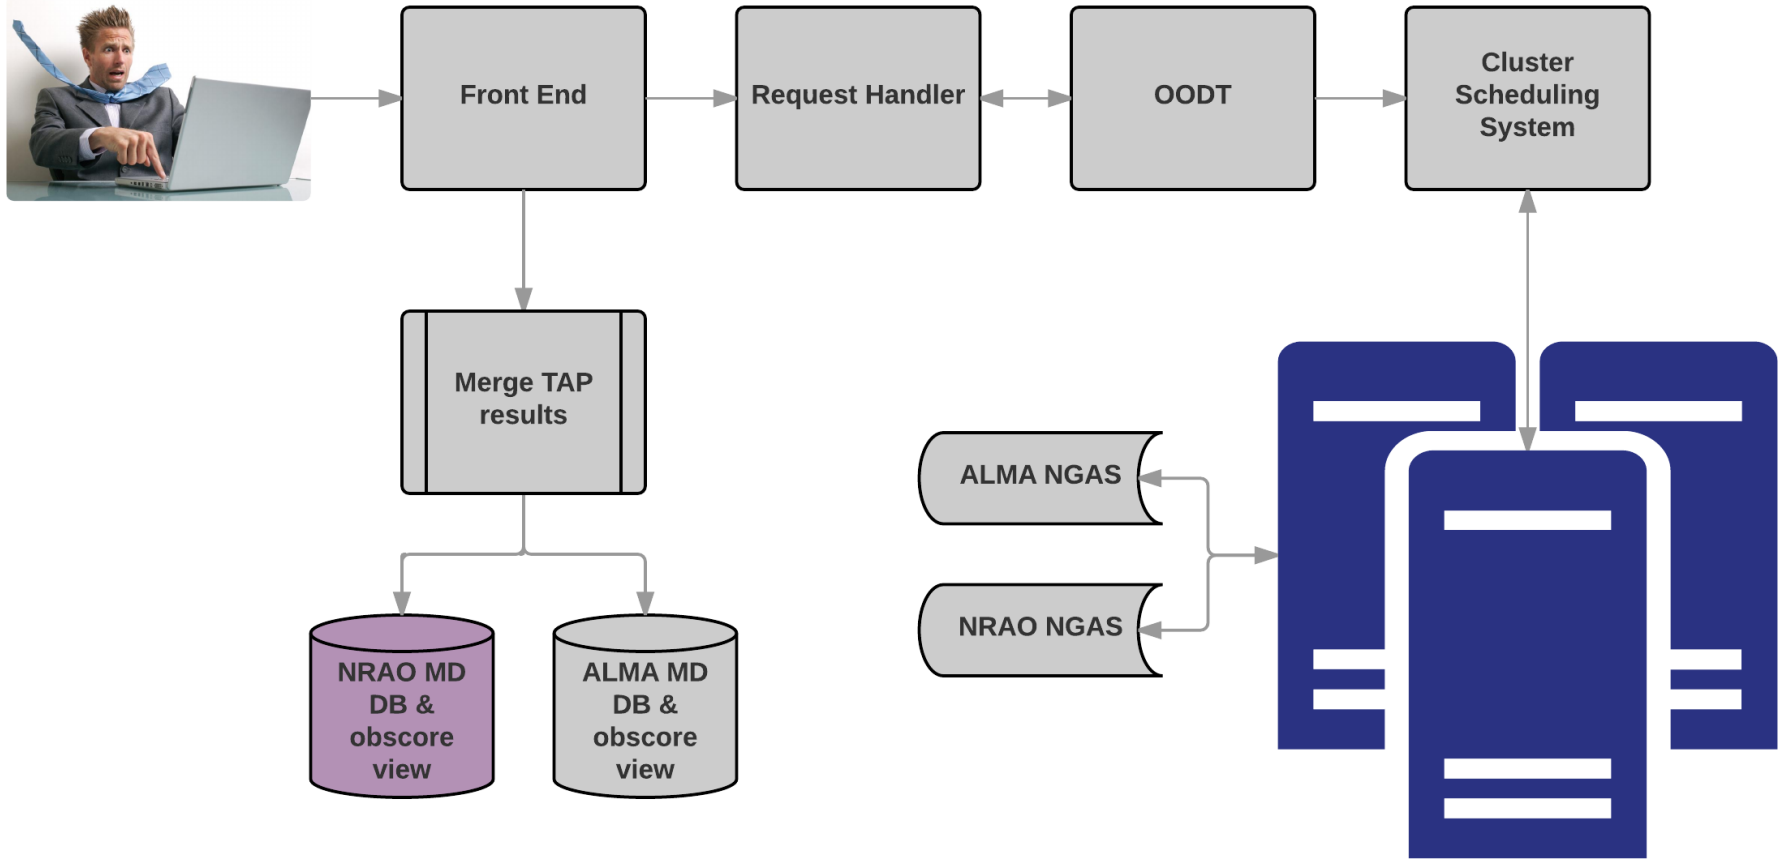 Front End
Request Handler
OODT
Cluster
Scheduling
System
Merge TAP
results
ALMA NGAS
NRAO NGAS
NRAO MD
DB &
obscore
view
ALMA MD
DB &
obscore
view